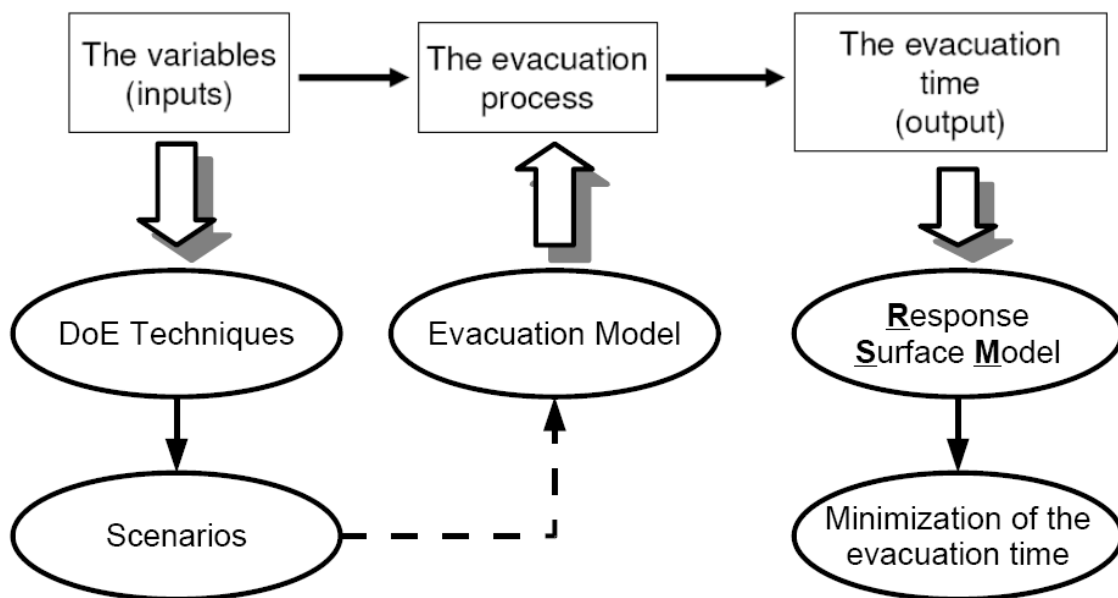 The variables
(inputs)
The evacuation
process
The evacuation
time
(output)
DoE Techniques
Evacuation Model
Response
Surface Model
Scenarios
Minimization of the
evacuation time